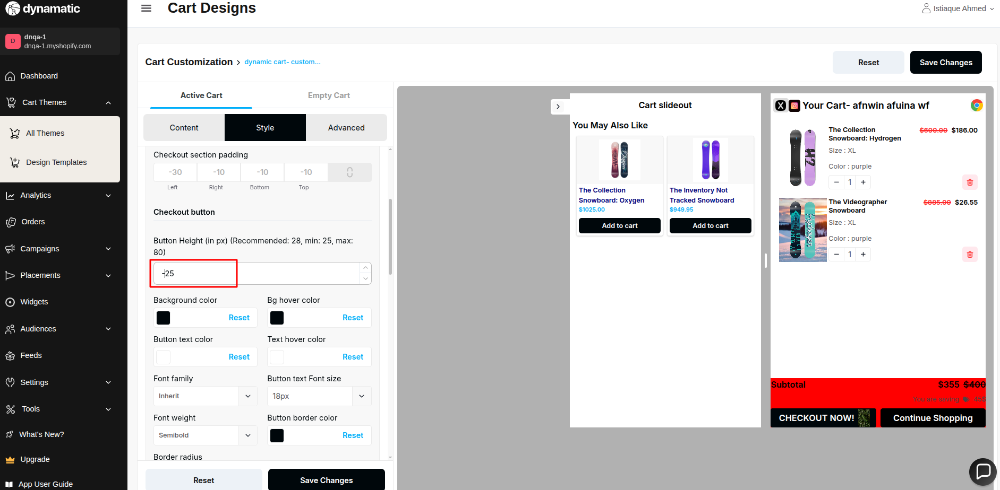 dynamatic
D
dnqa-1
dnqa-1.myshopify.com
Dashboard
Cart Themes
All Themes
Design Templates
Analytics
Orders
Campaigns
Placements
Widgets
Audiences
Feeds
Settings
Tools
What's New?
Upgrade
App User Guide
Cart Designs
Istiaque Ahmed
Cart Customization
dynamic cart- custom...
Reset
Save Changes
Active Cart
Empty Cart
Content
Style
Advanced
Checkout section padding
-30
-10
-10
-10
Left
Right
Bottom
Top
Checkout button
Button Height (in px) (Recommended: 28, min: 25, max:
80)
-25
Background color
Bg hover color
Reset
Reset
Button text color
Text hover color
Reset
Reset
Font family
Button text Font size
Inherit
18px
Font weight
Button border color
Semibold
Reset
Border radius
Reset
Save Changes
Cart slideout
You May Also Like
The Collection
Snowboard: Oxygen
$1025.00
Add to cart
The Inventory Not
Tracked Snowboard
$949.95
Add to cart
Your Cart- afnwin afuina wf
The Collection
Snowboard: Hydrogen
$600.00 $186.00
Size : XL
Color : purple
− 1 +
The Videographer
Snowboard
$885.00 $26.55
Size : XL
Color : purple
− 1 +
Subtotal
$355 $400
You are saving 45$
CHECKOUT NOW!
Continue Shopping